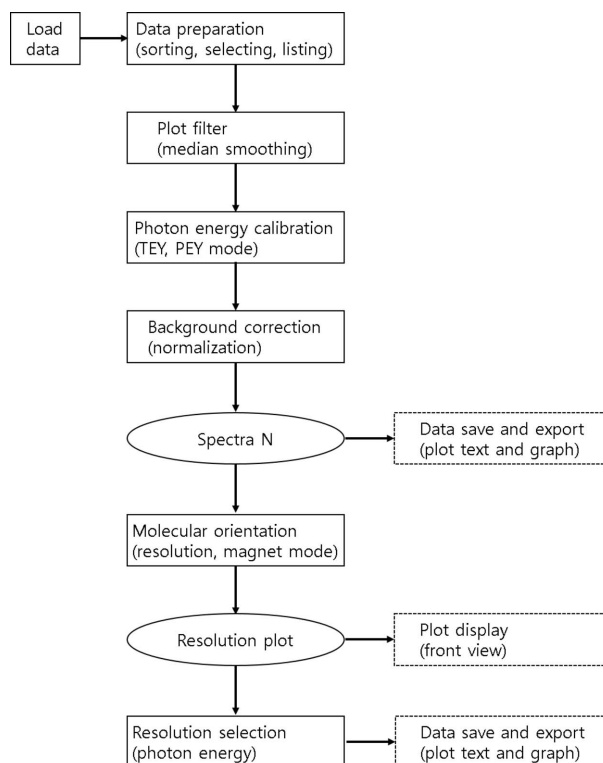 Load
data
Data preparation
(sorting, selecting, listing)
Plot filter
(median smoothing)
Photon energy calibration
(TEY, PEY mode)
Background correction
(normalization)
Spectra N
Data save and export
(plot text and graph)
Molecular orientation
(resolution, magnet mode)
Resolution plot
Plot display
(front view)
Resolution selection
(photon energy)
Data save and export
(plot text and graph)